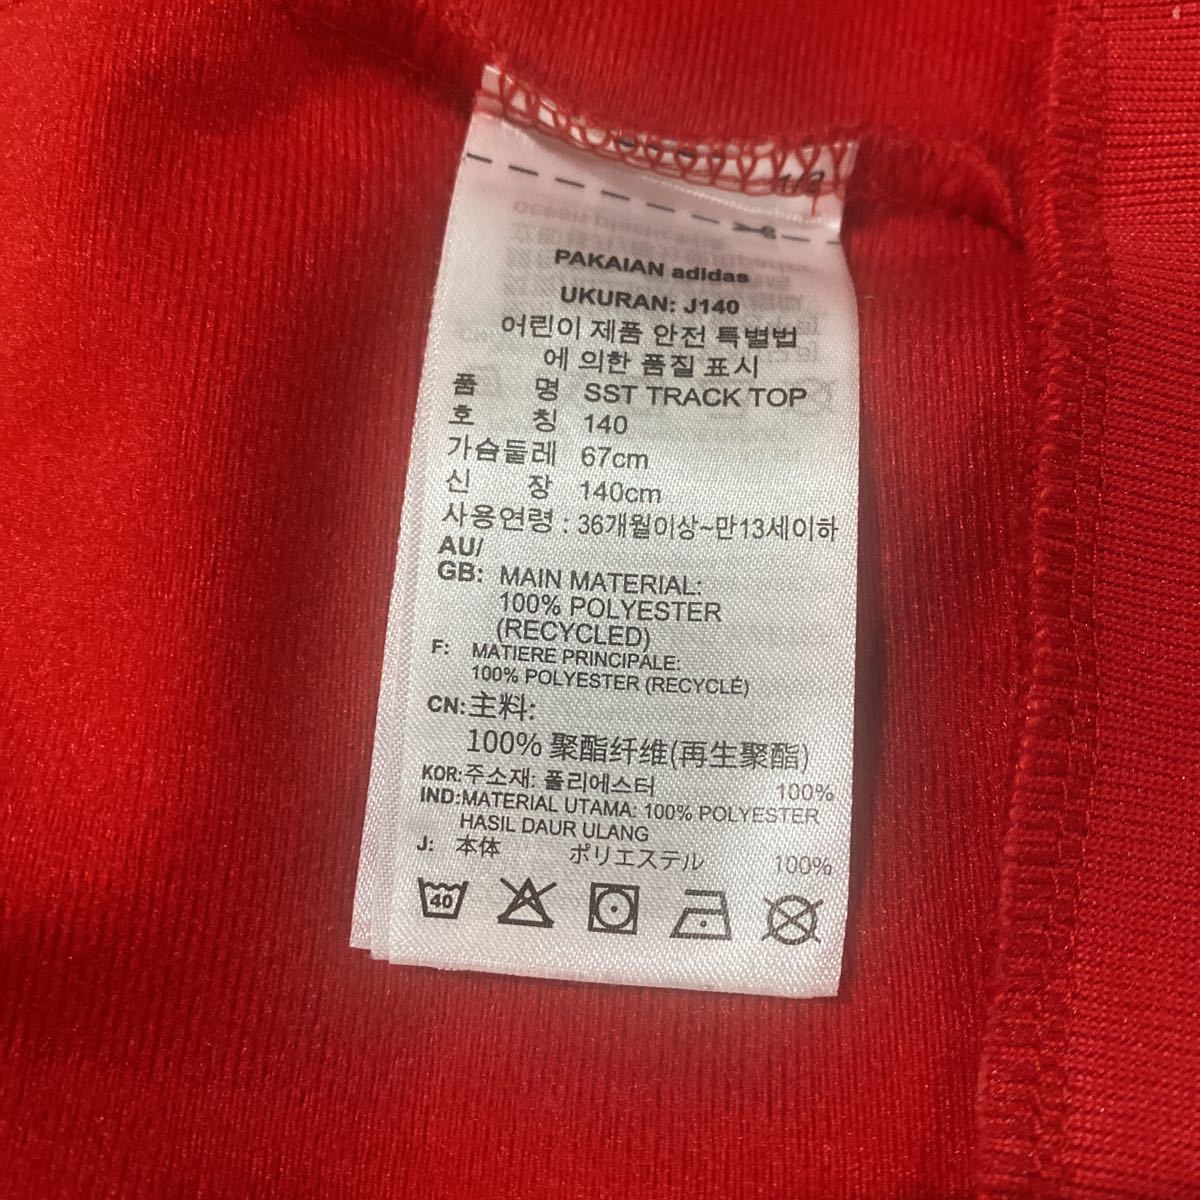 1/2
PAKAIAN adidas
UKURAN: J140
어린이 제품 안전 특별법
에 의한 품질 표시
품 명 SST TRACK TOP
호 칭 140
가슴둘레 67cm
신 장 140cm
사용연령 : 36개월이상~만13세이하
AU/
GB: MAIN MATERIAL:
100% POLYESTER
(RECYCLED)
F: MATIERE PRINCIPALE:
100% POLYESTER (RECYCLÉ)
CN: 主料:
100% 聚酯纤维(再生聚酯)
KOR: 주소재: 폴리에스터 100%
IND: MATERIAL UTAMA: 100% POLYESTER
HASIL DAUR ULANG
J: 本体 ポリエステル 100%
40